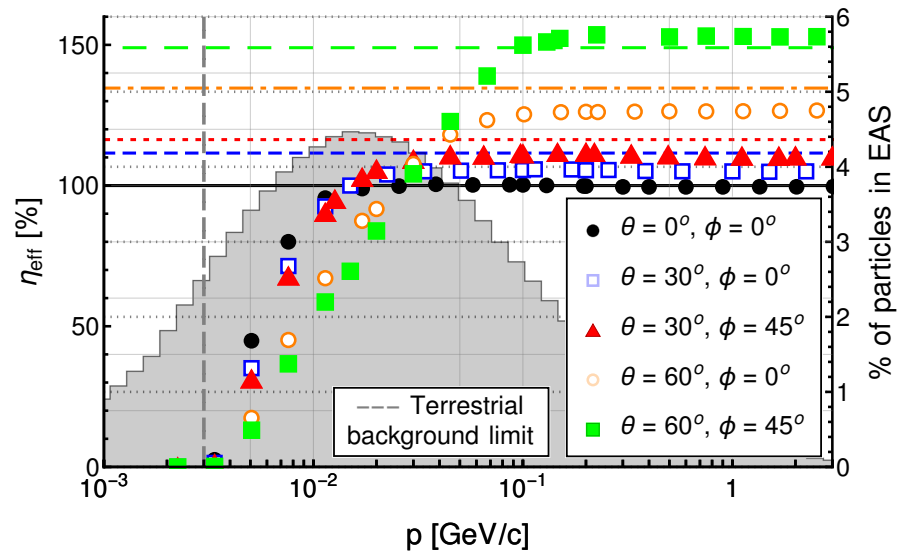 150
100
50
0
η_eff [%]
6
5
4
3
2
1
0
% of particles in EAS
θ = 0°, ϕ = 0°
θ = 30°, ϕ = 0°
θ = 30°, ϕ = 45°
θ = 60°, ϕ = 0°
θ = 60°, ϕ = 45°
Terrestrial
background limit
10⁻³
10⁻²
10⁻¹
1
p [GeV/c]